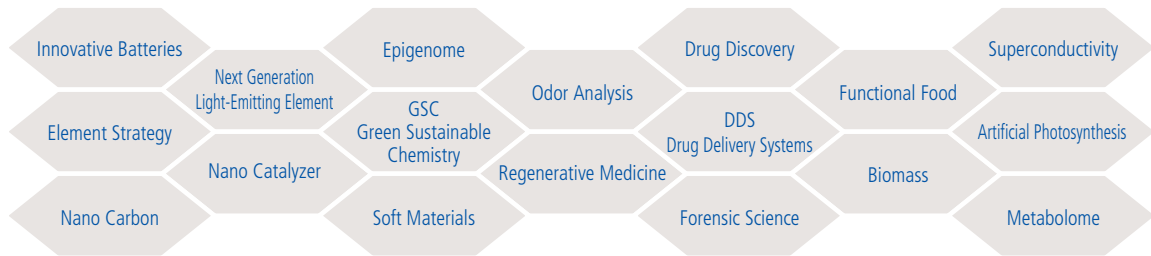 Innovative Batteries
Element Strategy
Nano Carbon
Next Generation
Light-Emitting Element
Nano Catalyzer
Epigenome
GSC
Green Sustainable
Chemistry
Soft Materials
Odor Analysis
Regenerative Medicine
Drug Discovery
DDS
Drug Delivery Systems
Forensic Science
Functional Food
Biomass
Superconductivity
Artificial Photosynthesis
Metabolome